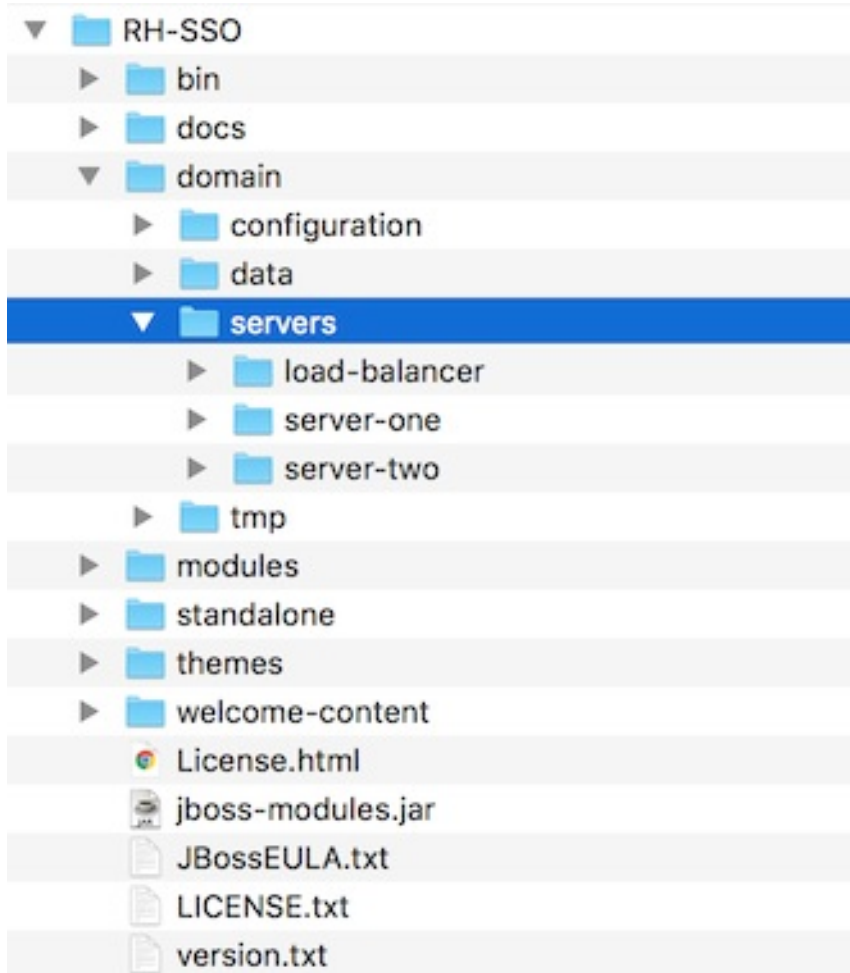 RH-SSO
bin
docs
domain
configuration
data
servers
load-balancer
server-one
server-two
tmp
modules
standalone
themes
welcome-content
License.html
jboss-modules.jar
JBossEULA.txt
LICENSE.txt
version.txt